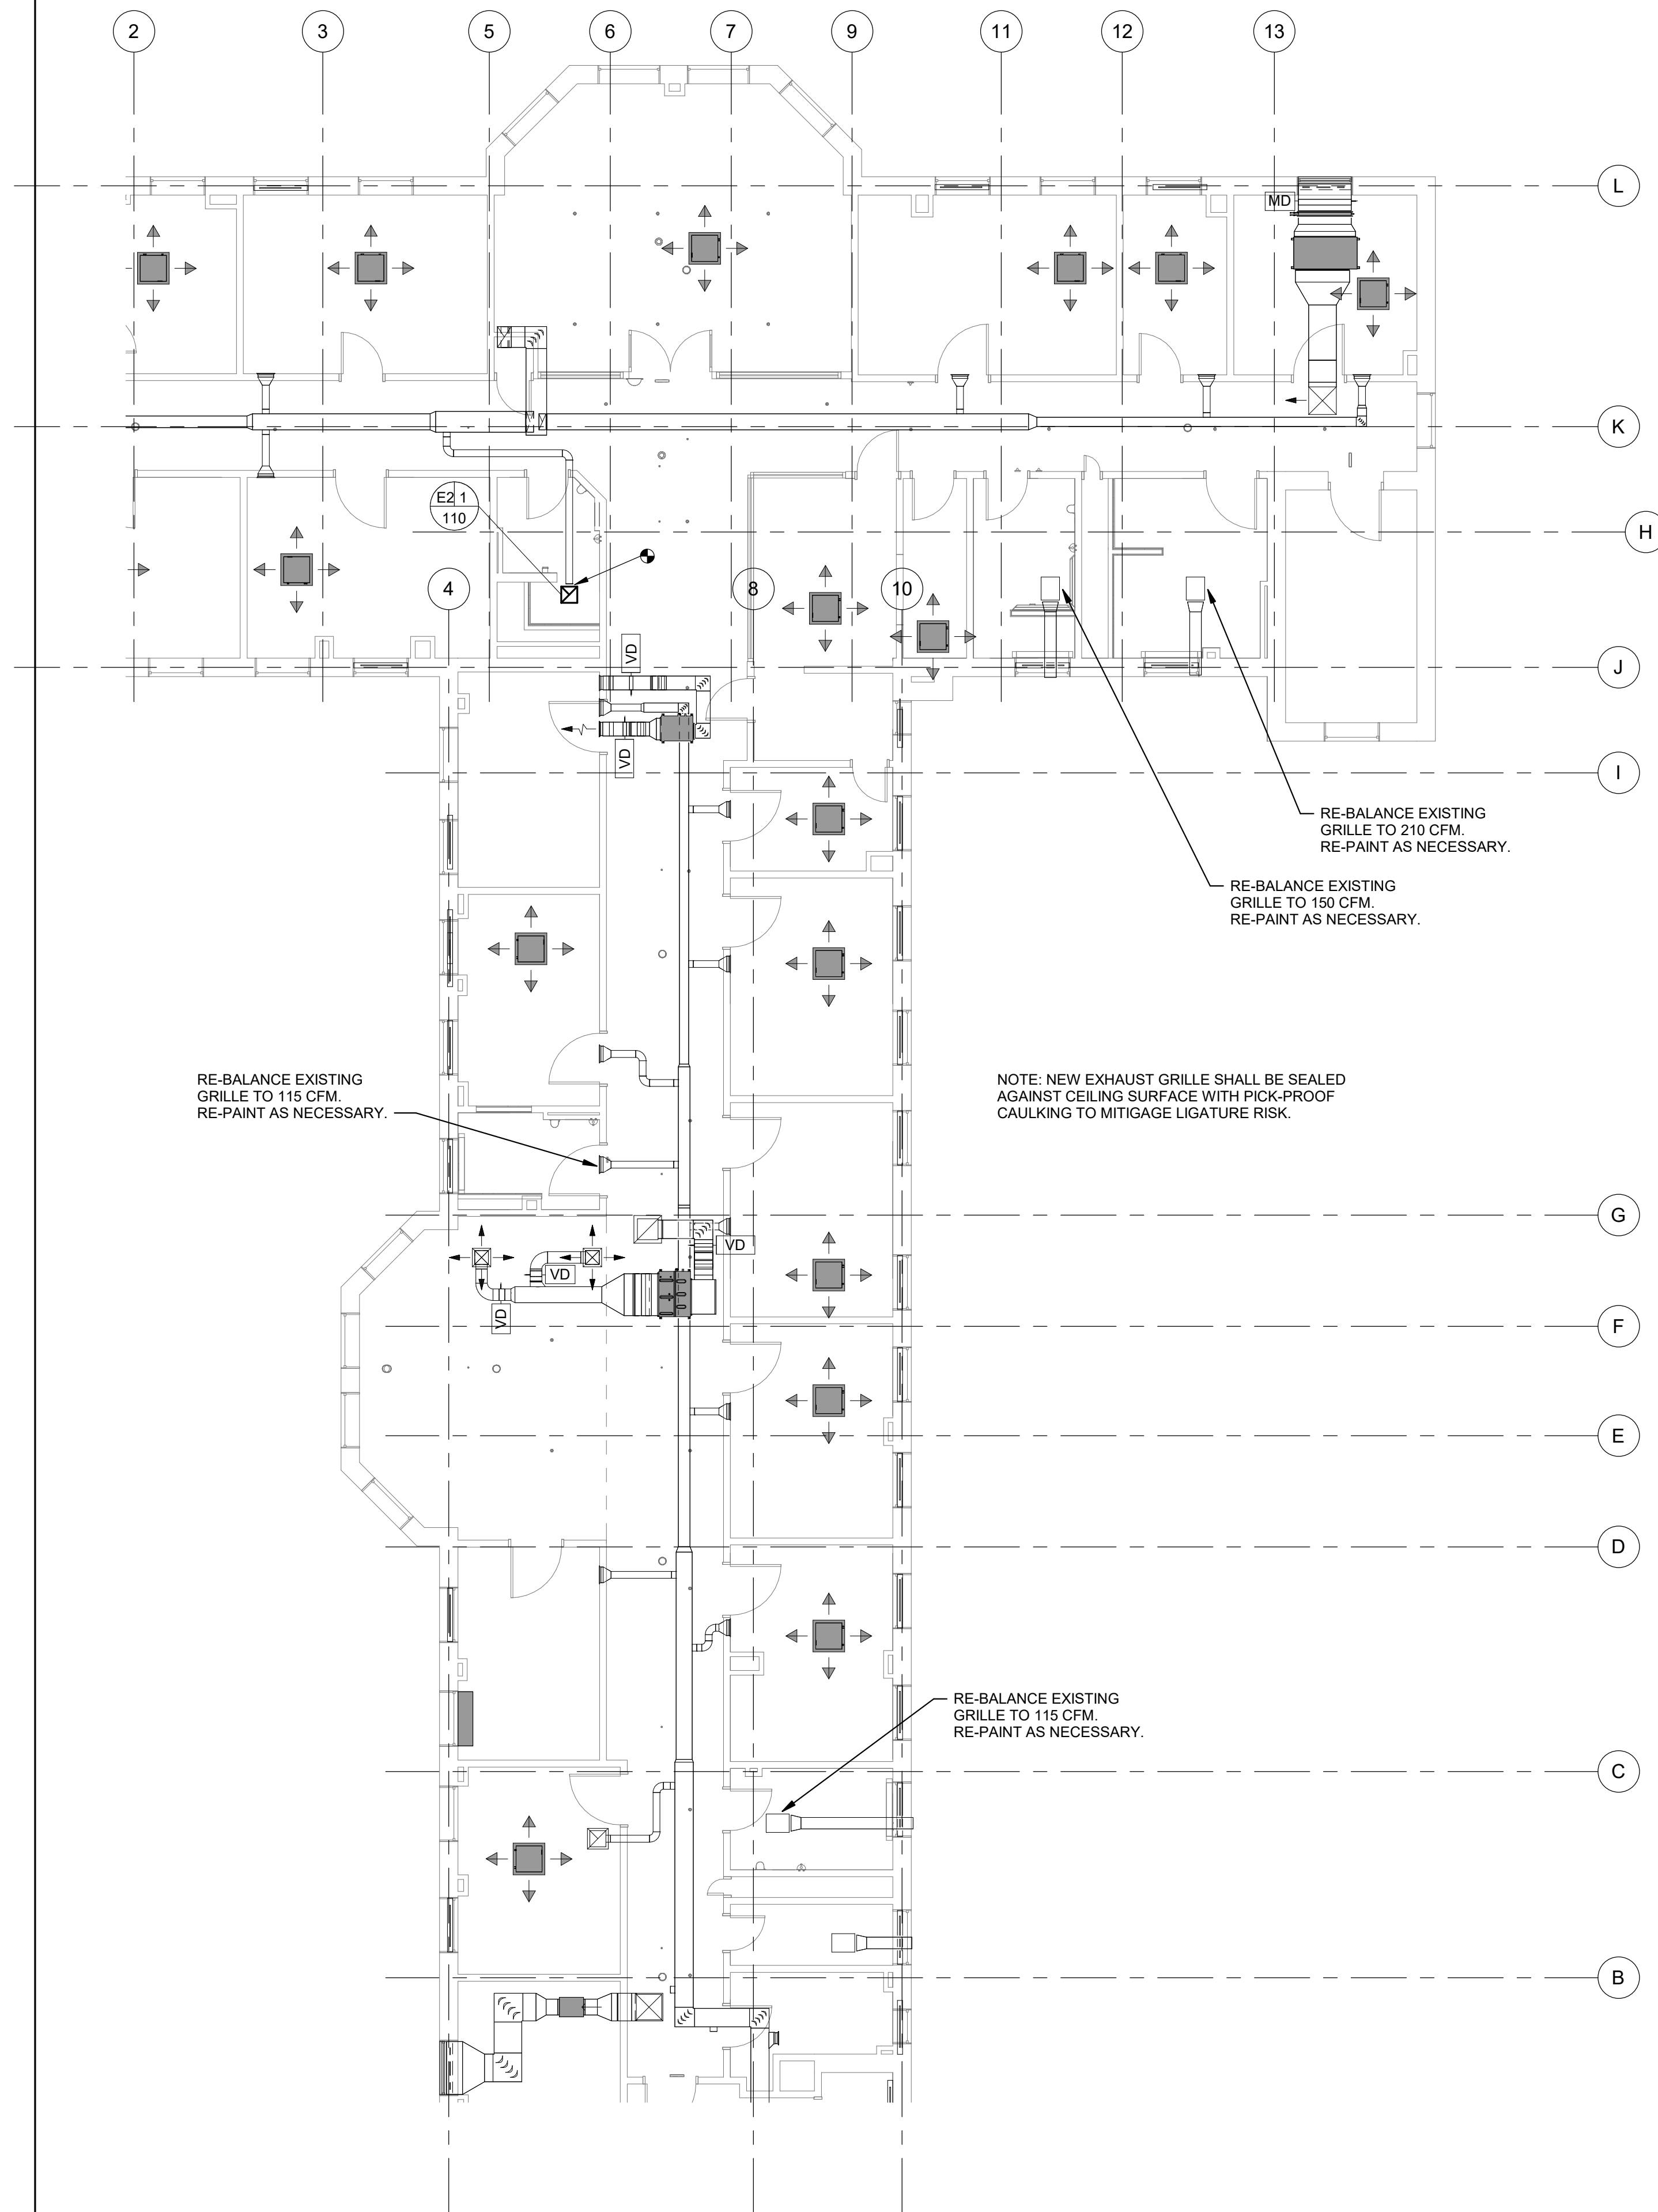 2
3
5
6
7
9
11
12
13
L
MD
K
E2 1
110
H
4
8
10
VD
J
VD
I
RE-BALANCE EXISTING
GRILLE TO 210 CFM.
RE-PAINT AS NECESSARY.
RE-BALANCE EXISTING
GRILLE TO 150 CFM.
RE-PAINT AS NECESSARY.
RE-BALANCE EXISTING
GRILLE TO 115 CFM.
RE-PAINT AS NECESSARY.
NOTE: NEW EXHAUST GRILLE SHALL BE SEALED
AGAINST CEILING SURFACE WITH PICK-PROOF
CAULKING TO MITIGAGE LIGATURE RISK.
G
VD
VD
VD
F
E
D
RE-BALANCE EXISTING
GRILLE TO 115 CFM.
RE-PAINT AS NECESSARY.
C
B